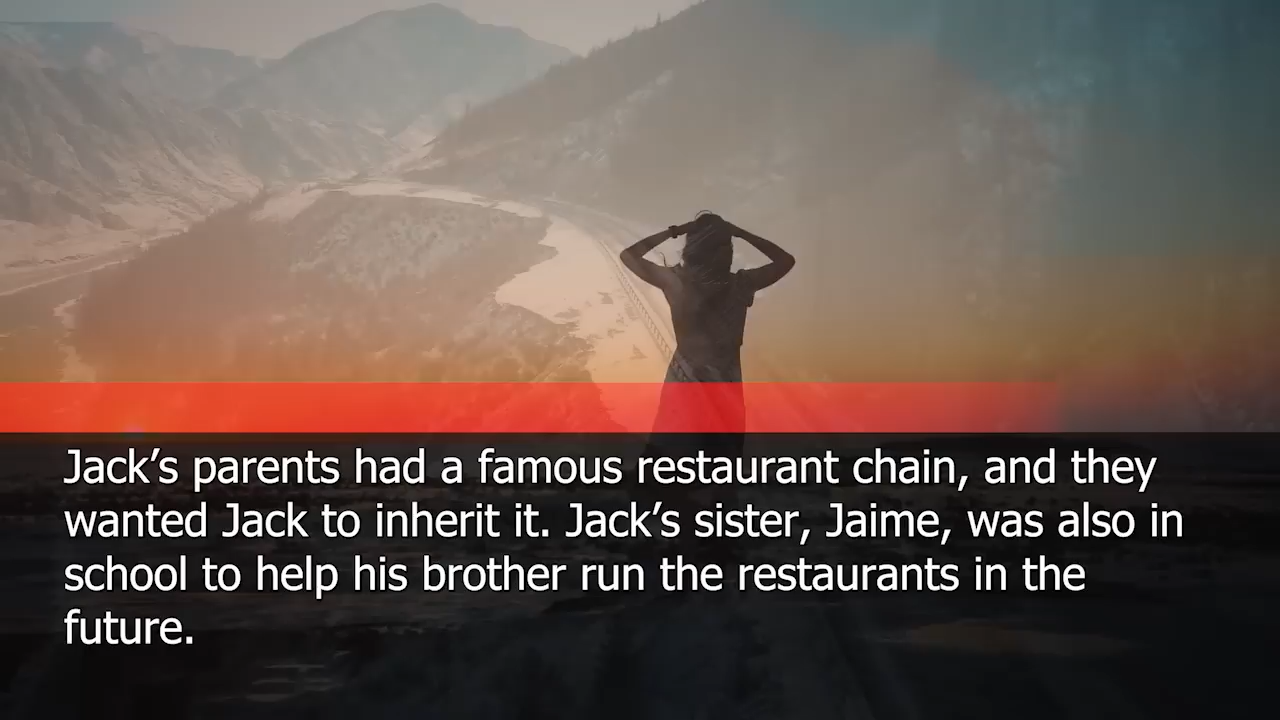 Jack’s parents had a famous restaurant chain, and they
wanted Jack to inherit it. Jack’s sister, Jaime, was also in
school to help his brother run the restaurants in the
future.